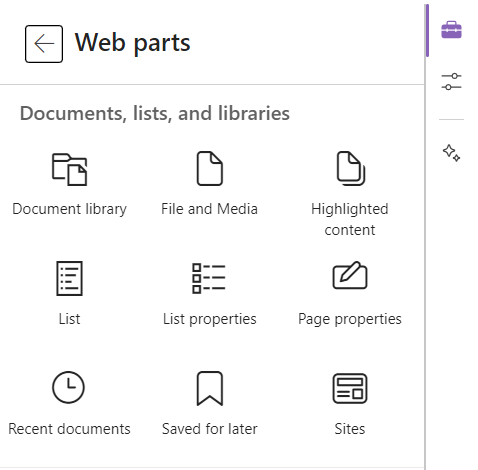 Web parts
Documents, lists, and libraries
Document library
File and Media
Highlighted
content
List
List properties
Page properties
Recent documents
Saved for later
Sites